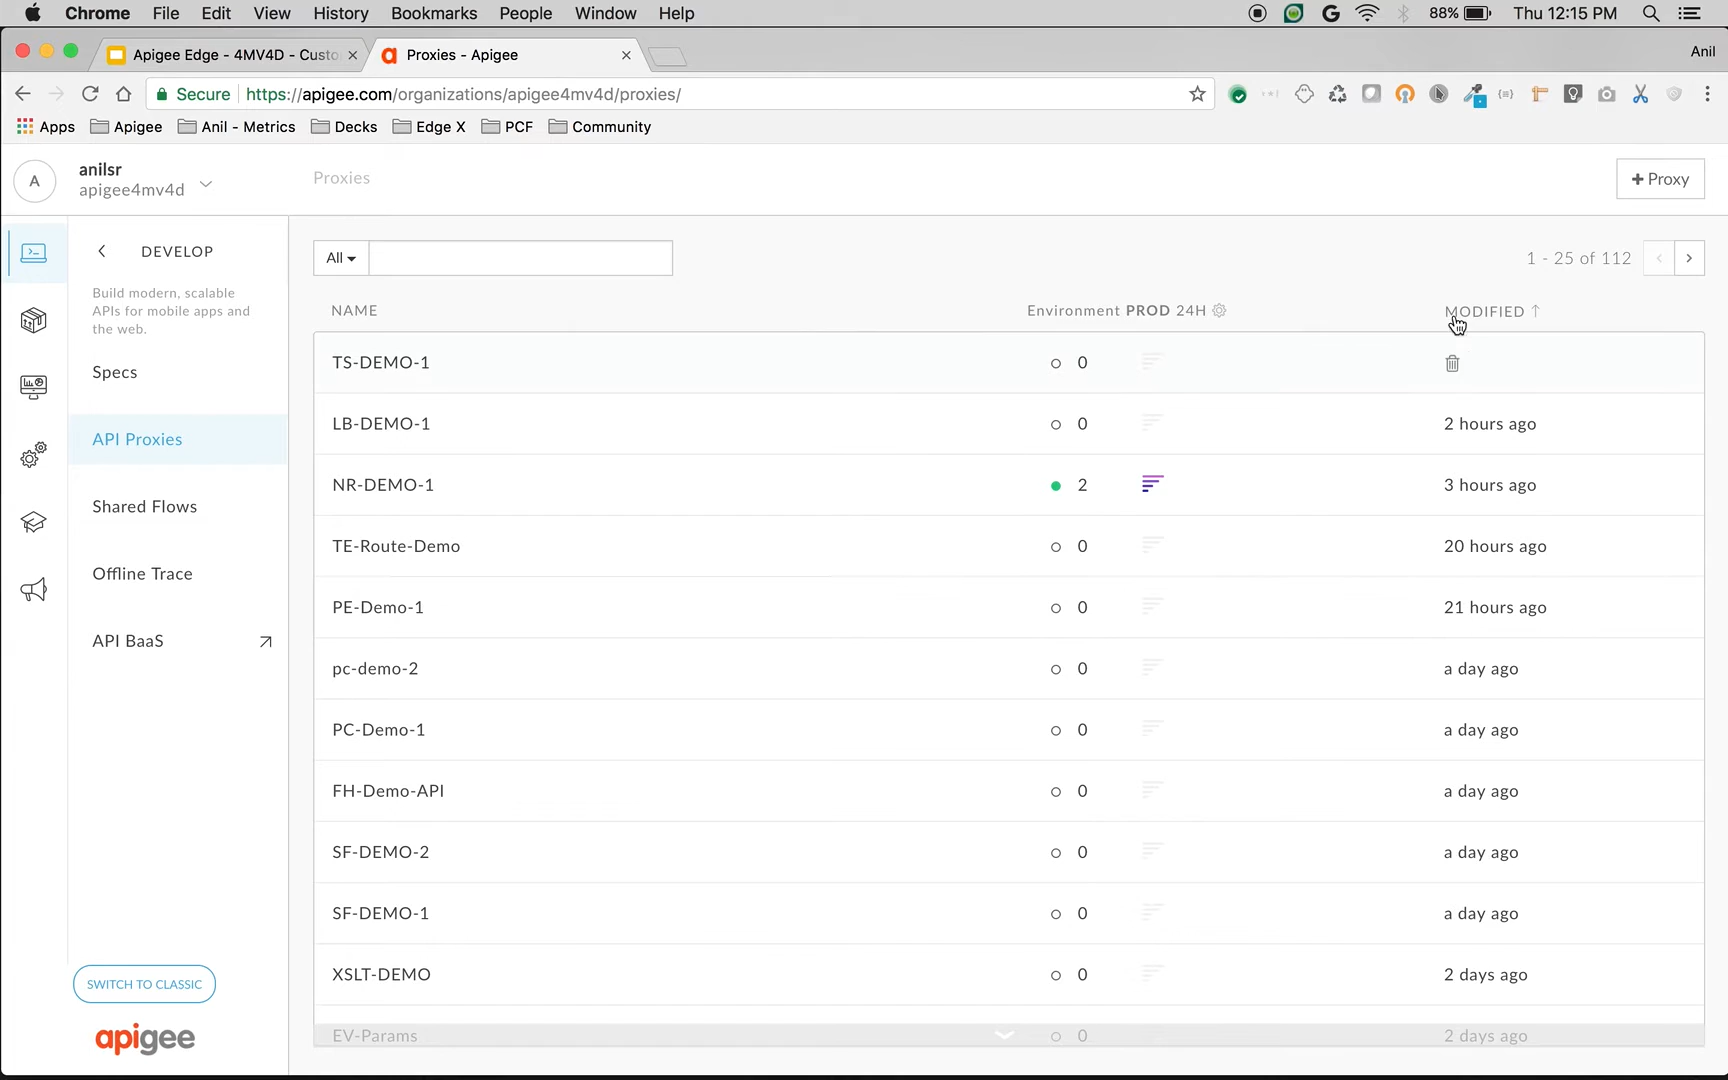 Chrome File Edit View History Bookmarks People Window Help 88% Thu 12:15 PM
Apigee Edge - 4MV4D - Custo Proxies - Apigee Anil
Secure https://apigee.com/organizations/apigee4mv4d/proxies/
Apps Apigee Anil - Metrics Decks Edge X PCF Community
A
anilsr
apigee4mv4d
Proxies
+ Proxy
DEVELOP
Build modern, scalable
APIs for mobile apps and
the web.
Specs
API Proxies
Shared Flows
Offline Trace
API BaaS
SWITCH TO CLASSIC
apigee
All
1 - 25 of 112
NAME Environment PROD 24H MODIFIED ↑
TS-DEMO-1 0
LB-DEMO-1 0 2 hours ago
NR-DEMO-1 2 3 hours ago
TE-Route-Demo 0 20 hours ago
PE-Demo-1 0 21 hours ago
pc-demo-2 0 a day ago
PC-Demo-1 0 a day ago
FH-Demo-API 0 a day ago
SF-DEMO-2 0 a day ago
SF-DEMO-1 0 a day ago
XSLT-DEMO 0 2 days ago
EV-Params 0 2 days ago